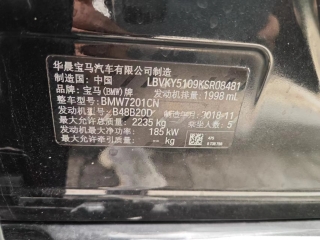 华晨宝马汽车有限公司制造
制造国：中国 LBVKY5109KSR08481
品牌：宝马(BMW)牌 发动机排量：1998 mL
整车型号：BMW7201CN
发动机型号：B48B20D 制造年月：2018.11
最大允许总质量：2235 kg 乘坐人数：5
发动机最大净功率：185 kW
最大允许牵引质量：-- kg